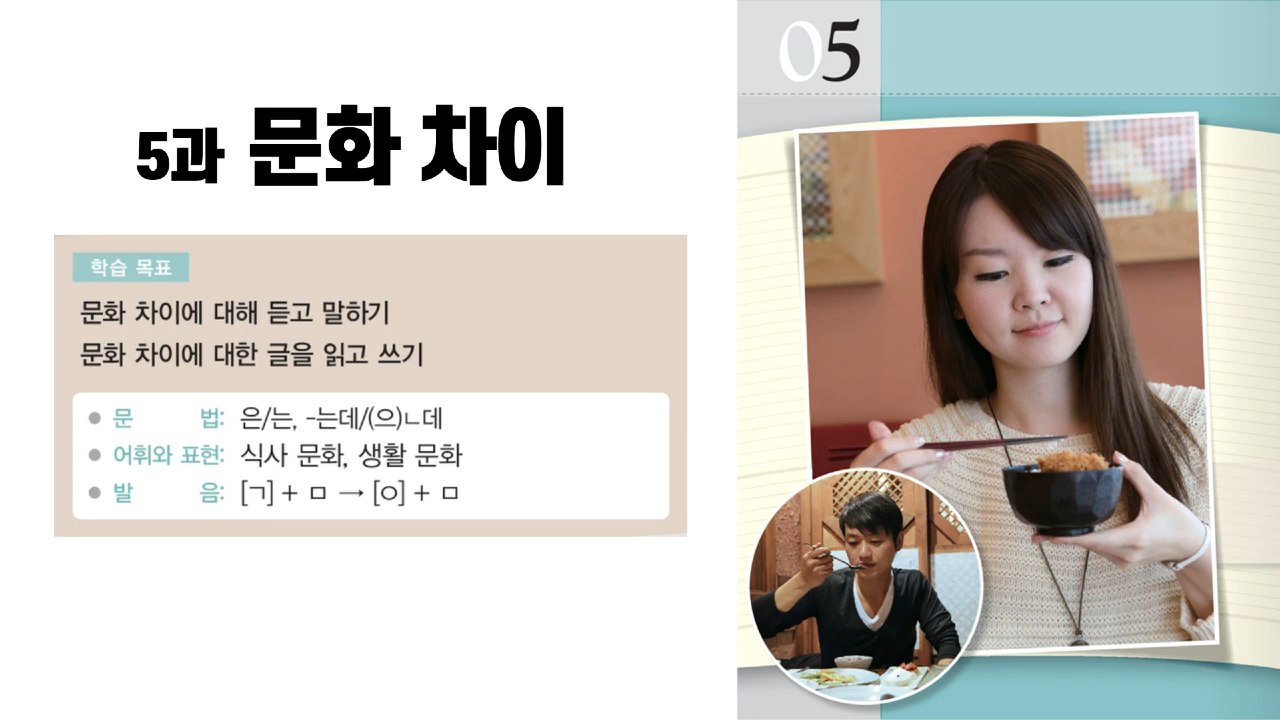 5과 문화 차이
학습 목표
문화 차이에 대해 듣고 말하기
문화 차이에 대한 글을 읽고 쓰기
● 문 법: 은/는, -는데/(으)ㄴ데
● 어휘와 표현: 식사 문화, 생활 문화
● 발 음: [ㄱ] + ㅁ → [ㅇ] + ㅁ
05